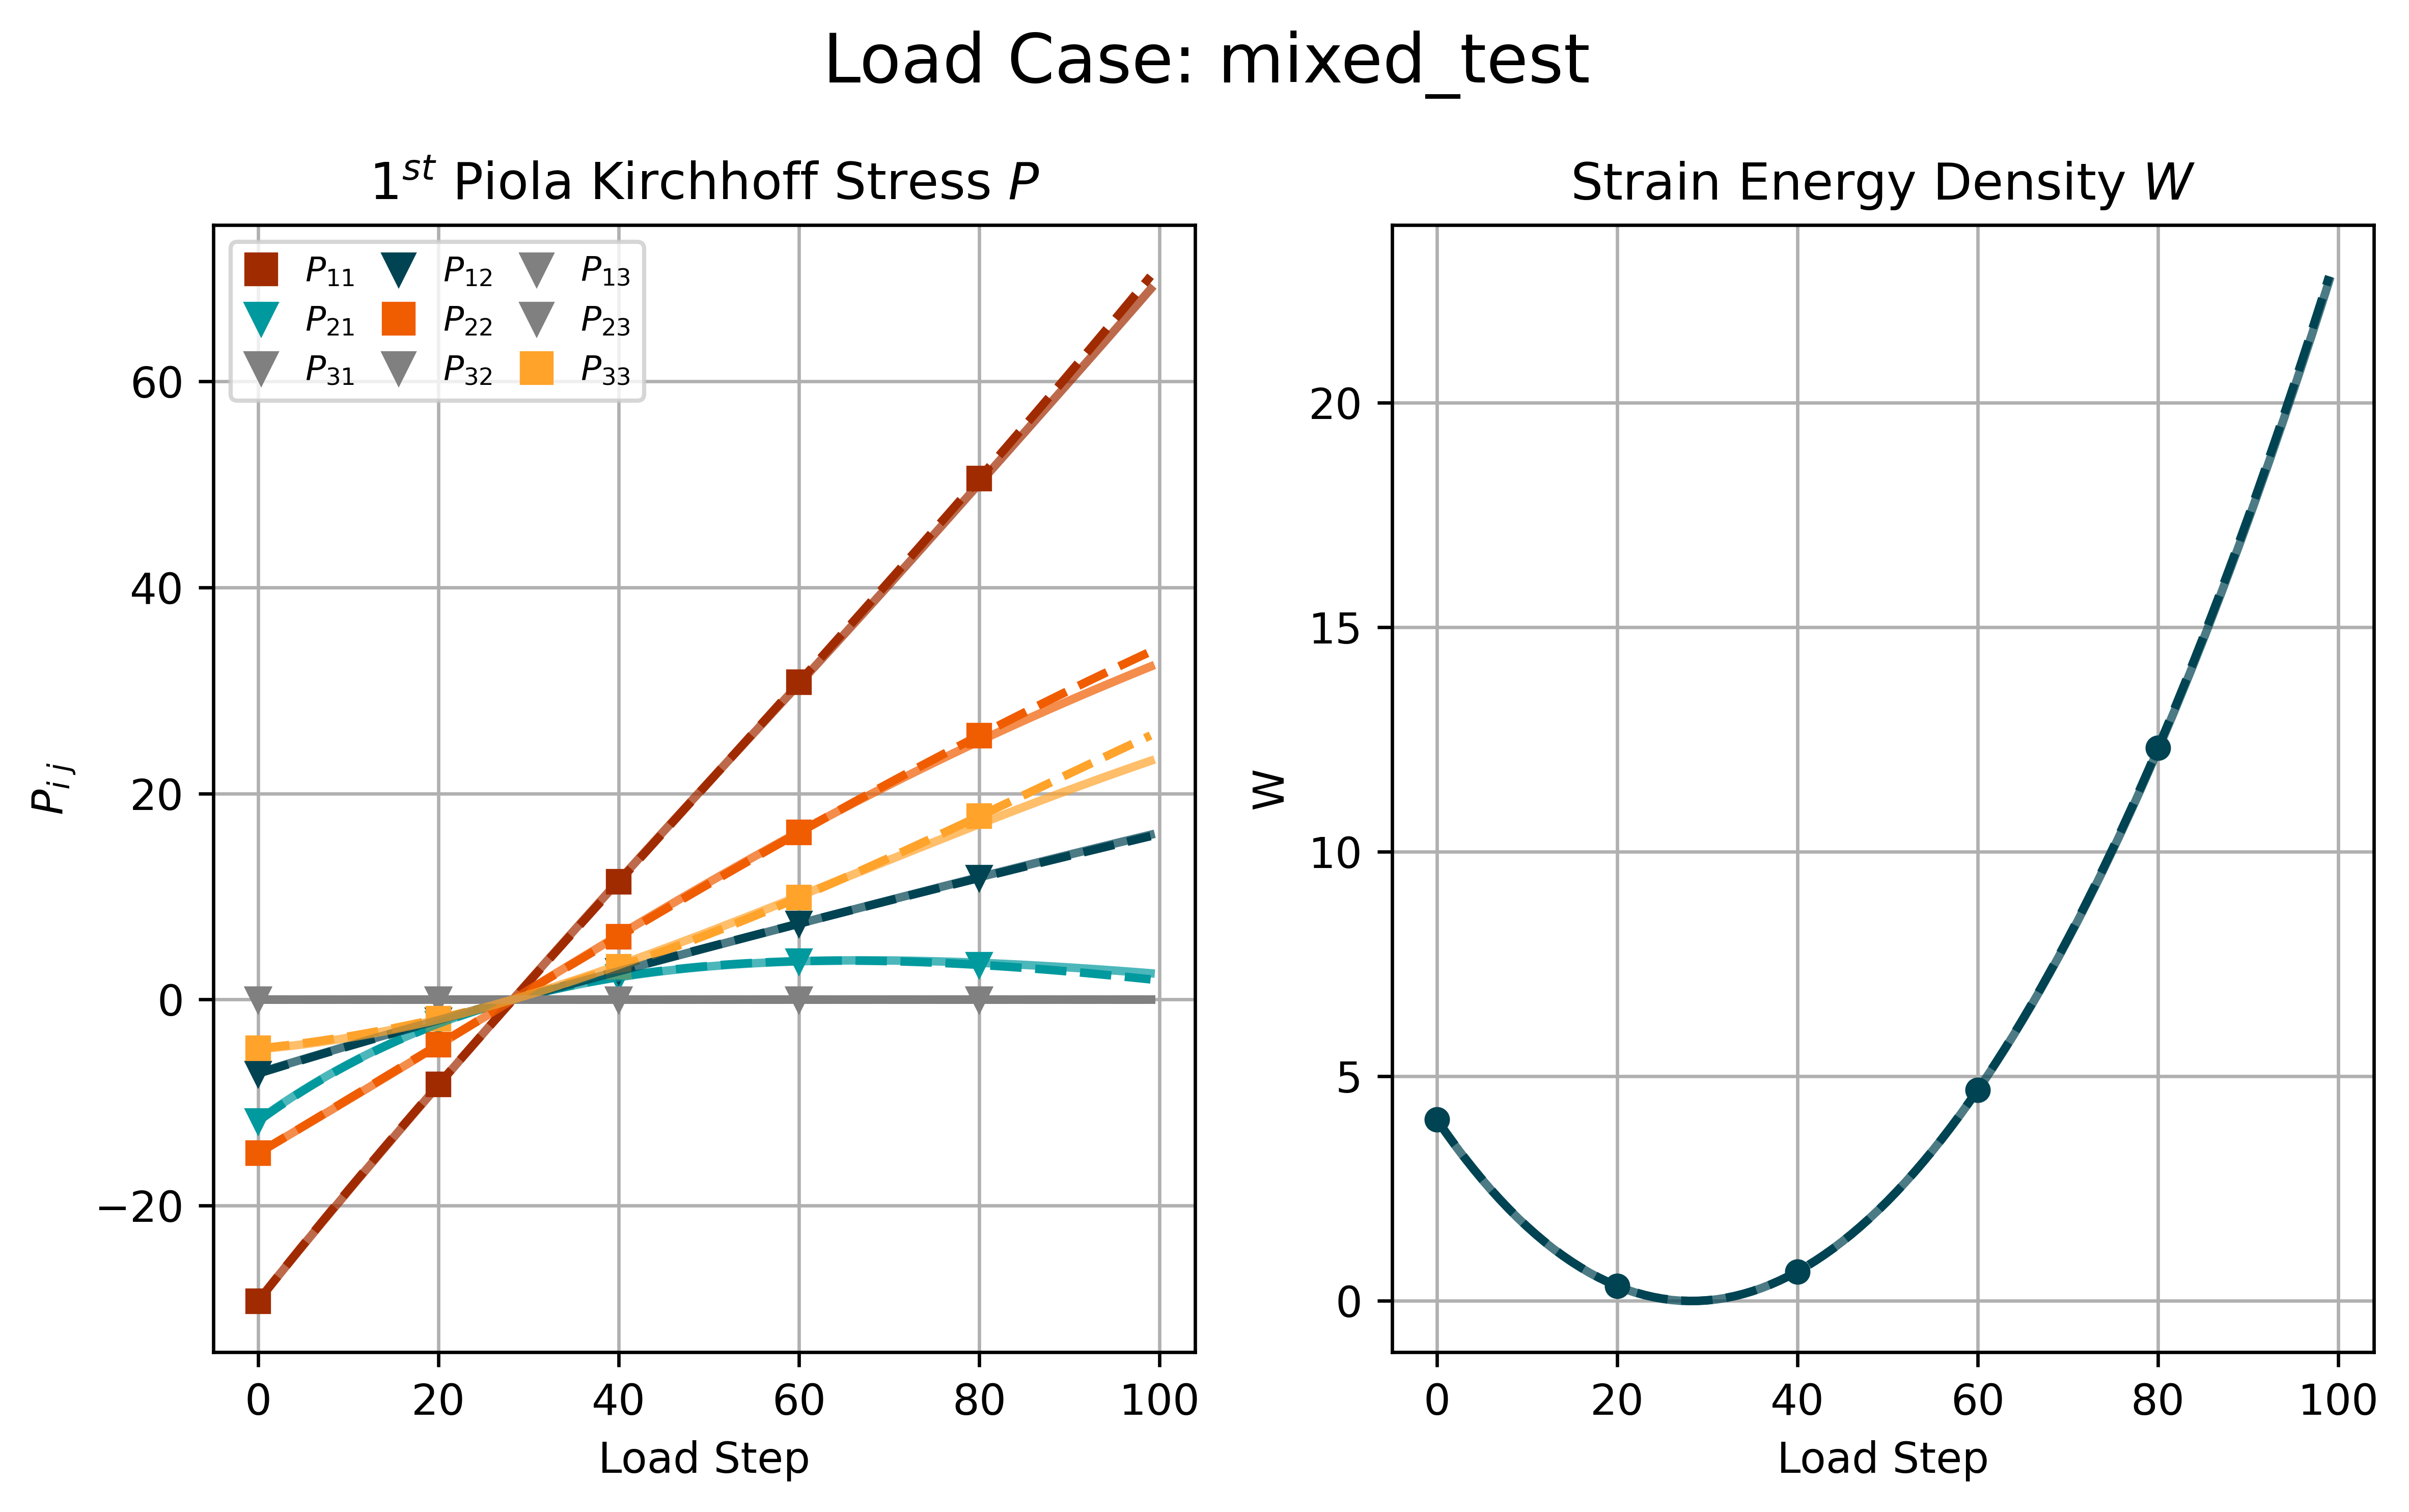 Load Case: mixed_test
1st Piola Kirchhoff Stress P
P11 P12 P13
P21 P22 P23
P31 P32 P33
60
40
20
0
−20
Pi j
0 20 40 60 80 100
Load Step
Strain Energy Density W
20
15
10
5
0
W
0 20 40 60 80 100
Load Step